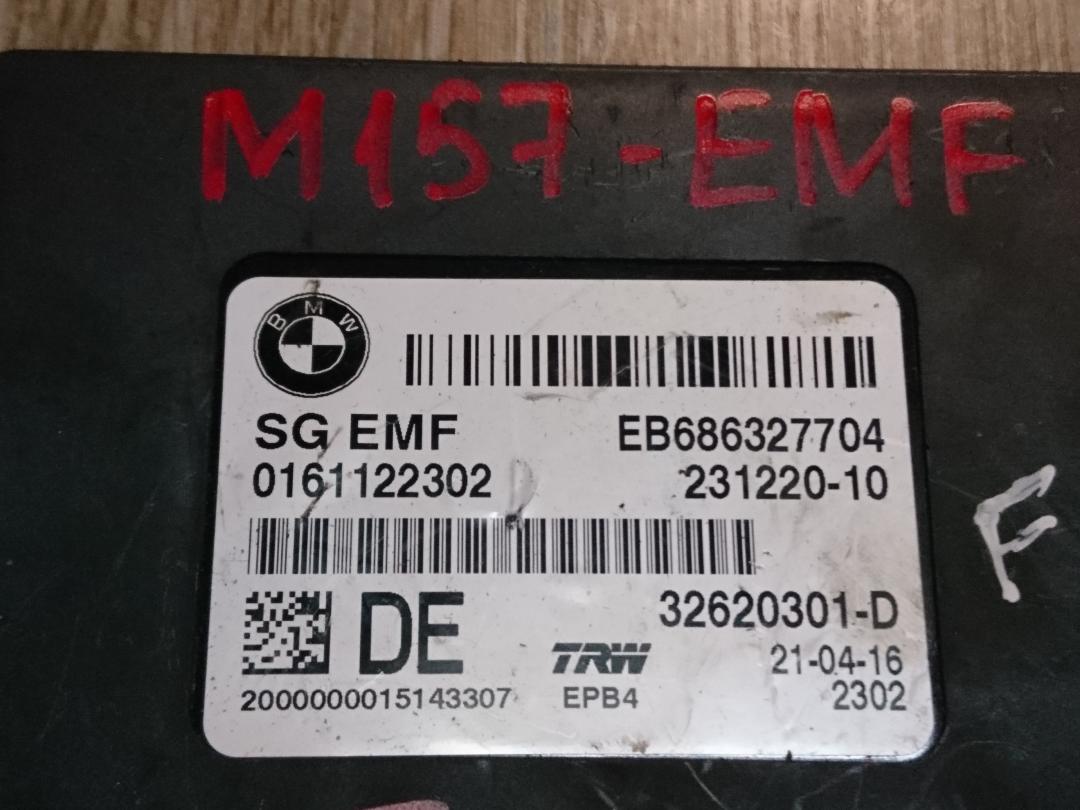 M157-EMF
BMW
SG EMF
EB686327704
0161122302
231220-10
F
DE
32620301-D
TRW
21-04-16
2000000015143307
EPB4
2302